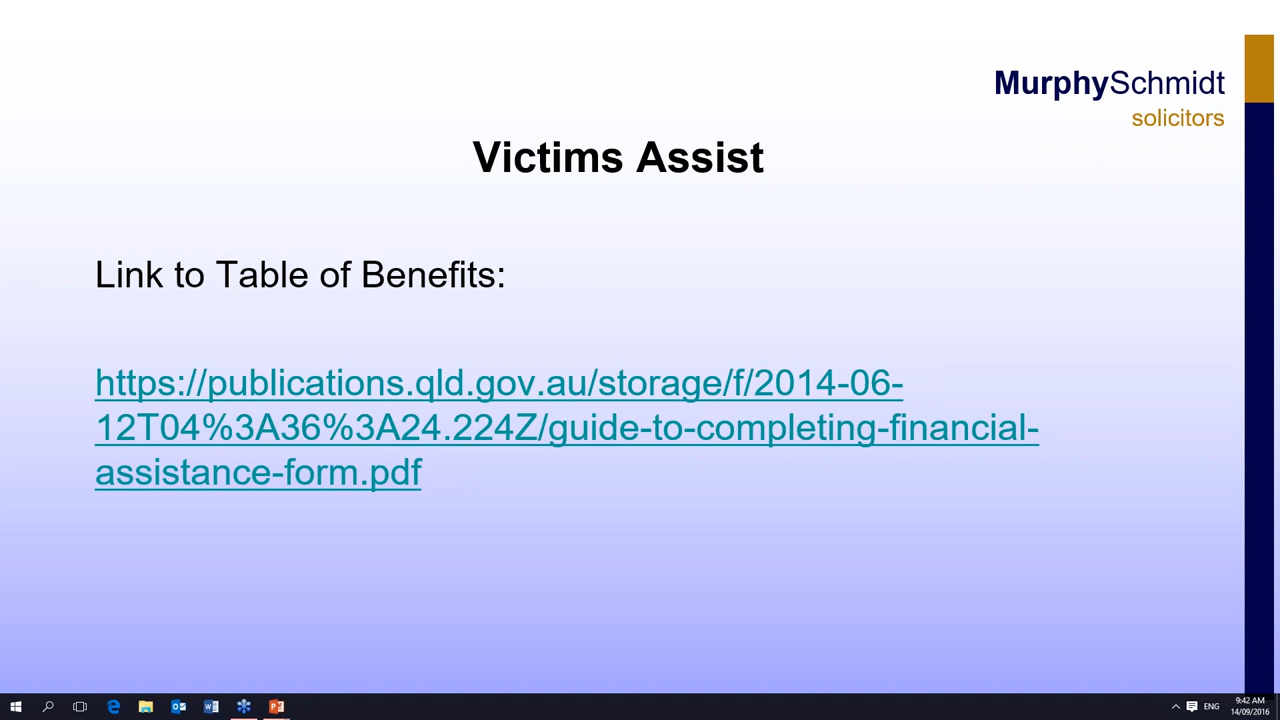 MurphySchmidt
solicitors
Victims Assist
Link to Table of Benefits:
https://publications.qld.gov.au/storage/f/2014-06-
12T04%3A36%3A24.224Z/guide-to-completing-financial-
assistance-form.pdf
ENG
9:42 AM
14/09/2016